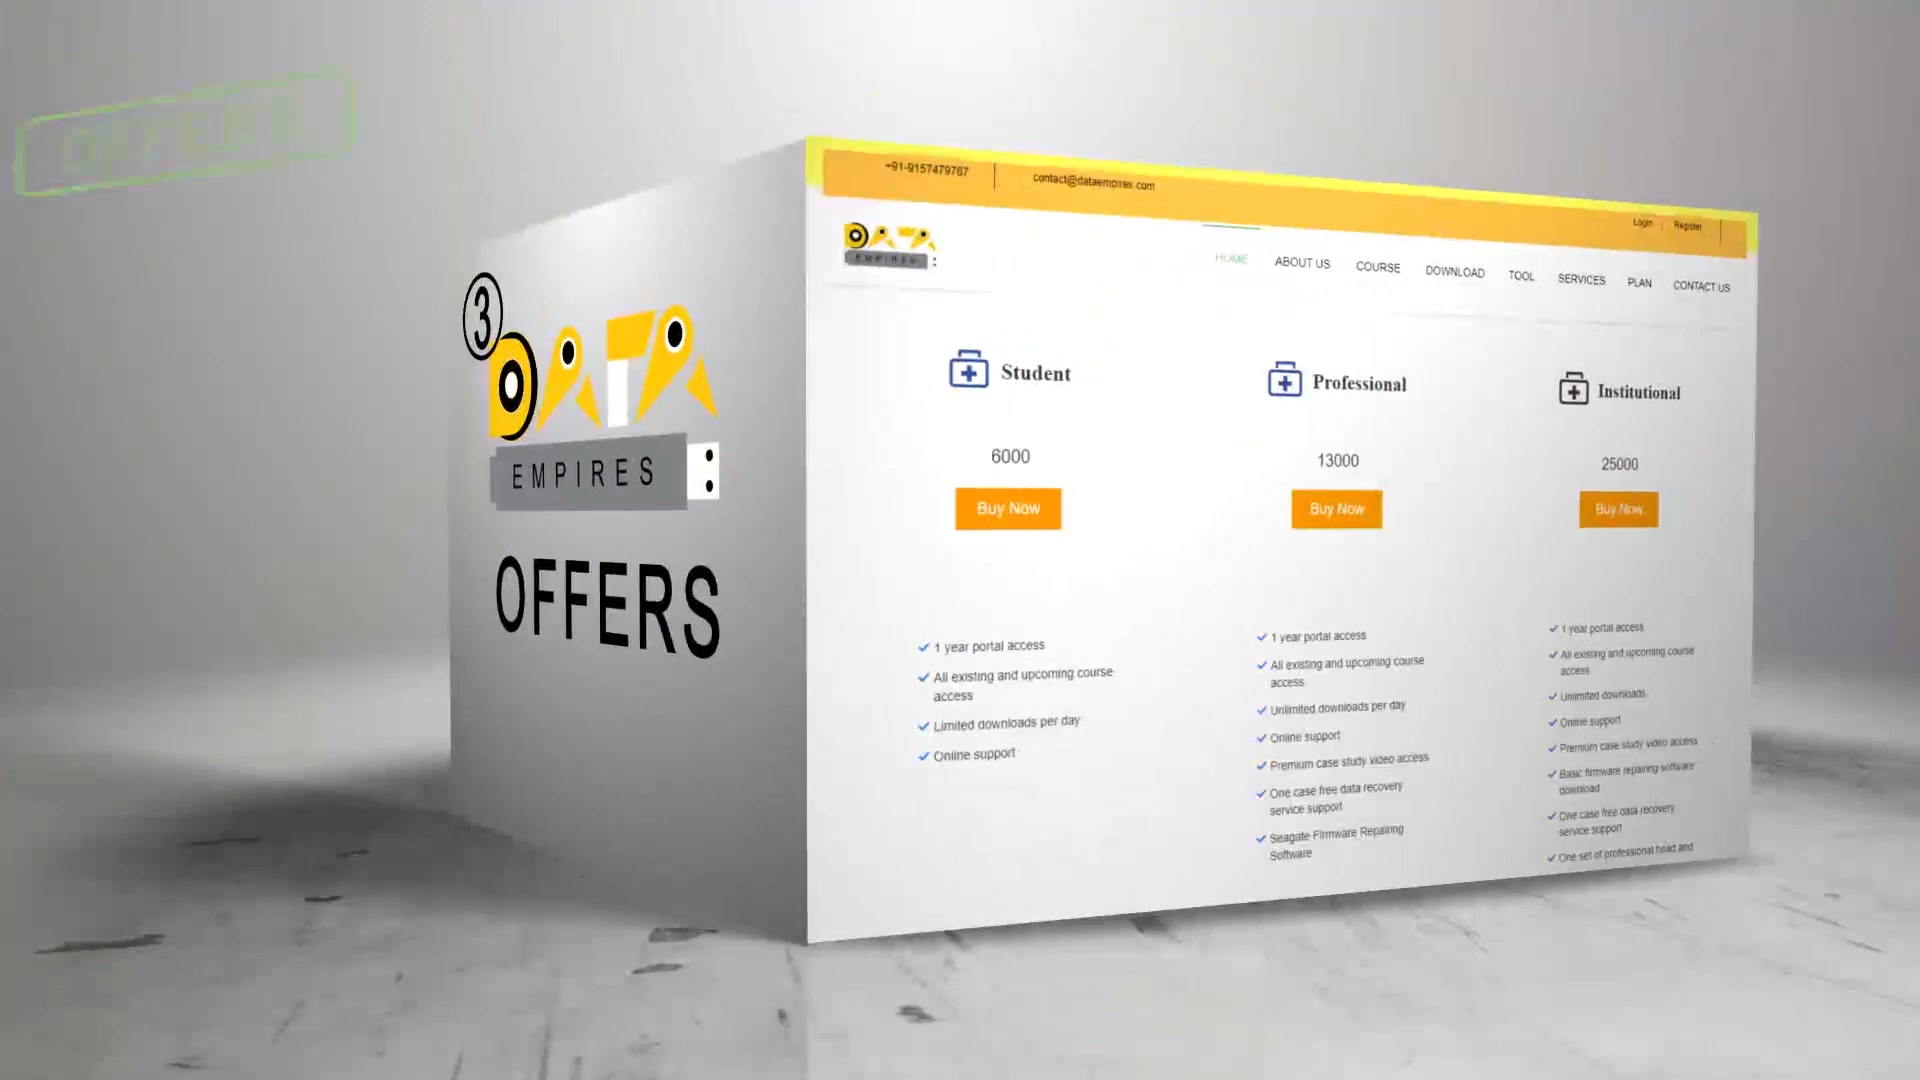 OFFERS
3
DATA
EMPIRES
OFFERS
+91-9157479767
contact@dataempires.com
Login
Register
DATA
EMPIRES
HOME
ABOUT US
COURSE
DOWNLOAD
TOOL
SERVICES
PLAN
CONTACT US
Student
6000
Buy Now
1 year portal access
All existing and upcoming course
access
Limited downloads per day
Online support
Professional
13000
Buy Now
1 year portal access
All existing and upcoming course
access
Unlimited downloads per day
Online support
Premium case study video access
One case free data recovery
service support
Seagate Firmware Repairing
Software
Institutional
25000
Buy Now
1 year portal access
All existing and upcoming course
access
Unlimited downloads
Online support
Premium case study video access
Basic firmware repairing software
download
One case free data recovery
service support
One set of professional head and